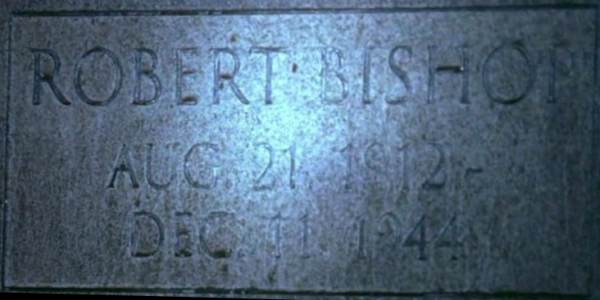 ROBERT BISHOP
AUG. 21, 1912 -
DEC. 11, 1944